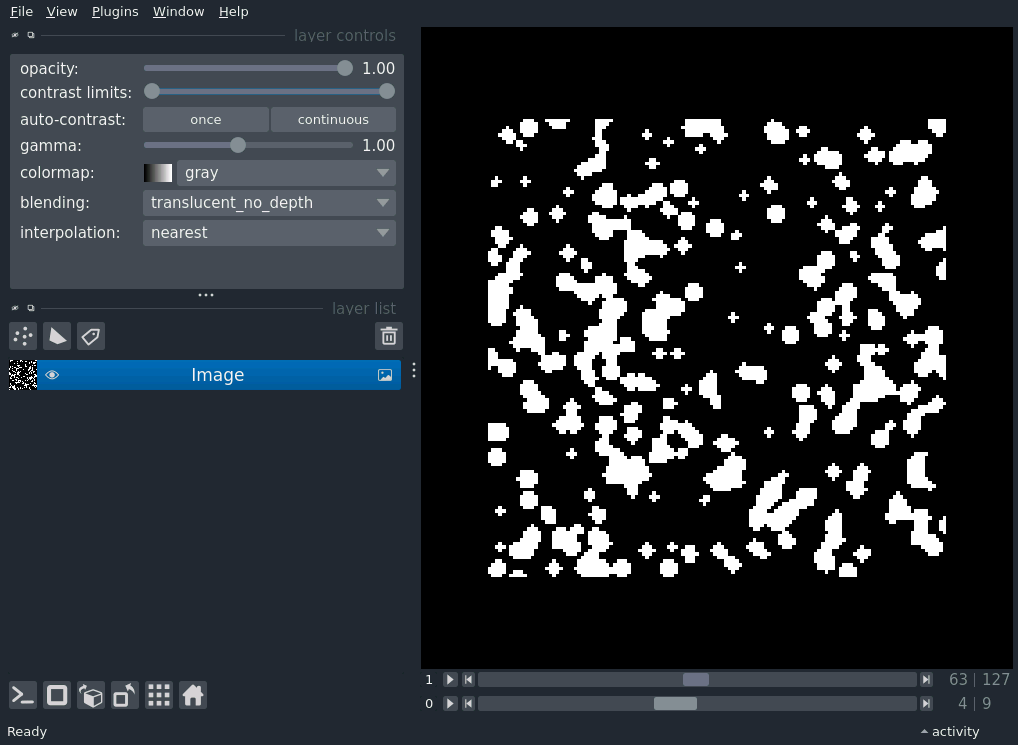 File View Plugins Window Help
layer controls
opacity: 1.00
contrast limits:
auto-contrast: once continuous
gamma: 1.00
colormap: gray
blending: translucent_no_depth
interpolation: nearest
layer list
Image
1 63 | 127
0 4 | 9
Ready activity